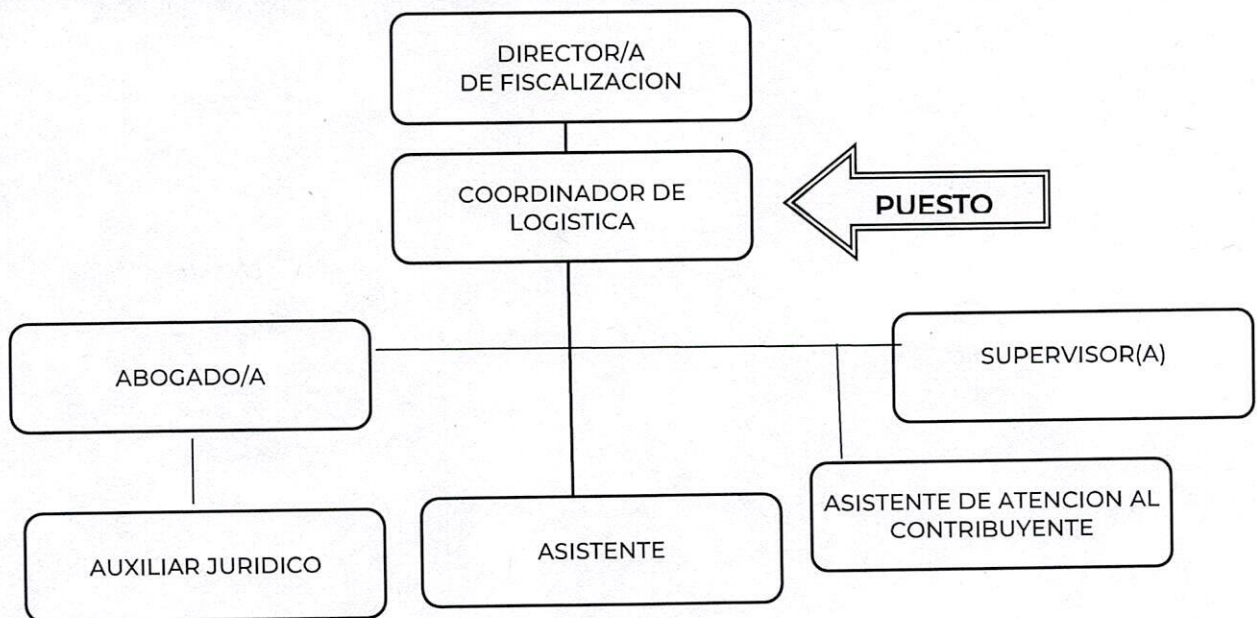 DIRECTOR/A
DE FISCALIZACION
COORDINADOR DE
LOGISTICA
PUESTO
ABOGADO/A
SUPERVISOR(A)
AUXILIAR JURIDICO
ASISTENTE
ASISTENTE DE ATENCION AL
CONTRIBUYENTE